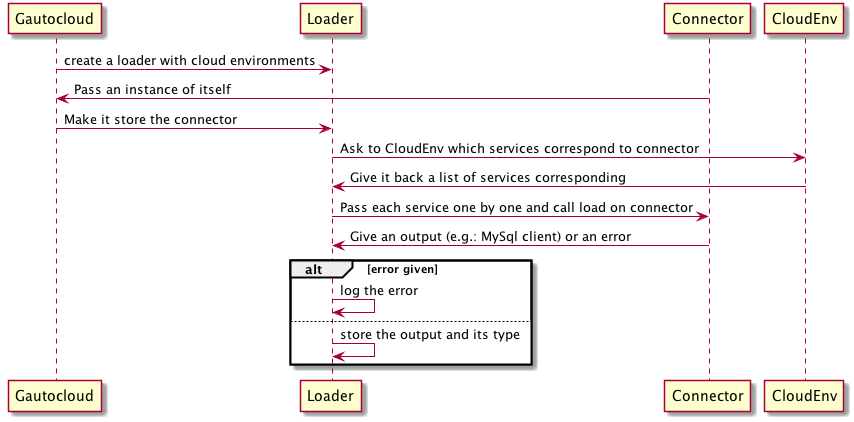 Gautocloud
Loader
Connector
CloudEnv
create a loader with cloud environments
Pass an instance of itself
Make it store the connector
Ask to CloudEnv which services correspond to connector
Give it back a list of services corresponding
Pass each service one by one and call load on connector
Give an output (e.g.: MySql client) or an error
alt
[error given]
log the error
store the output and its type
Gautocloud
Loader
Connector
CloudEnv